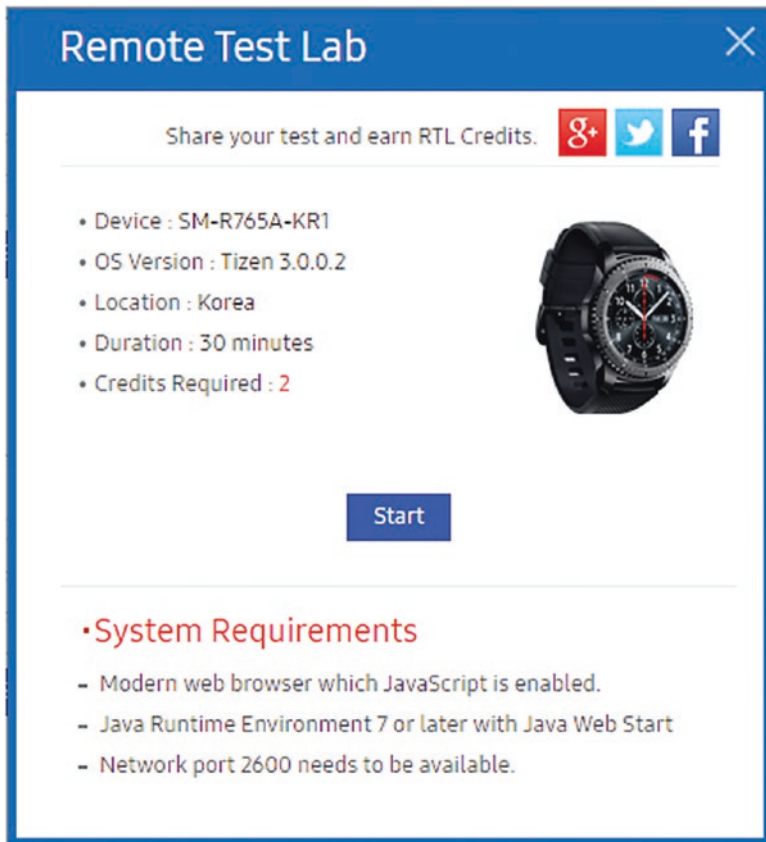 Remote Test Lab
Share your test and earn RTL Credits.
g+
f
• Device : SM-R765A-KR1
• OS Version : Tizen 3.0.0.2
• Location : Korea
• Duration : 30 minutes
• Credits Required : 2
Start
•System Requirements
– Modern web browser which JavaScript is enabled.
– Java Runtime Environment 7 or later with Java Web Start
– Network port 2600 needs to be available.